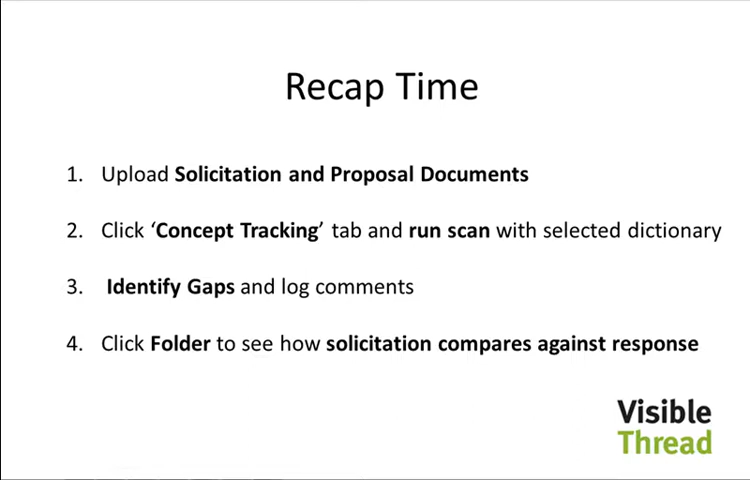 Recap Time
1. Upload Solicitation and Proposal Documents
2. Click ‘Concept Tracking’ tab and run scan with selected dictionary
3. Identify Gaps and log comments
4. Click Folder to see how solicitation compares against response
Visible
Thread